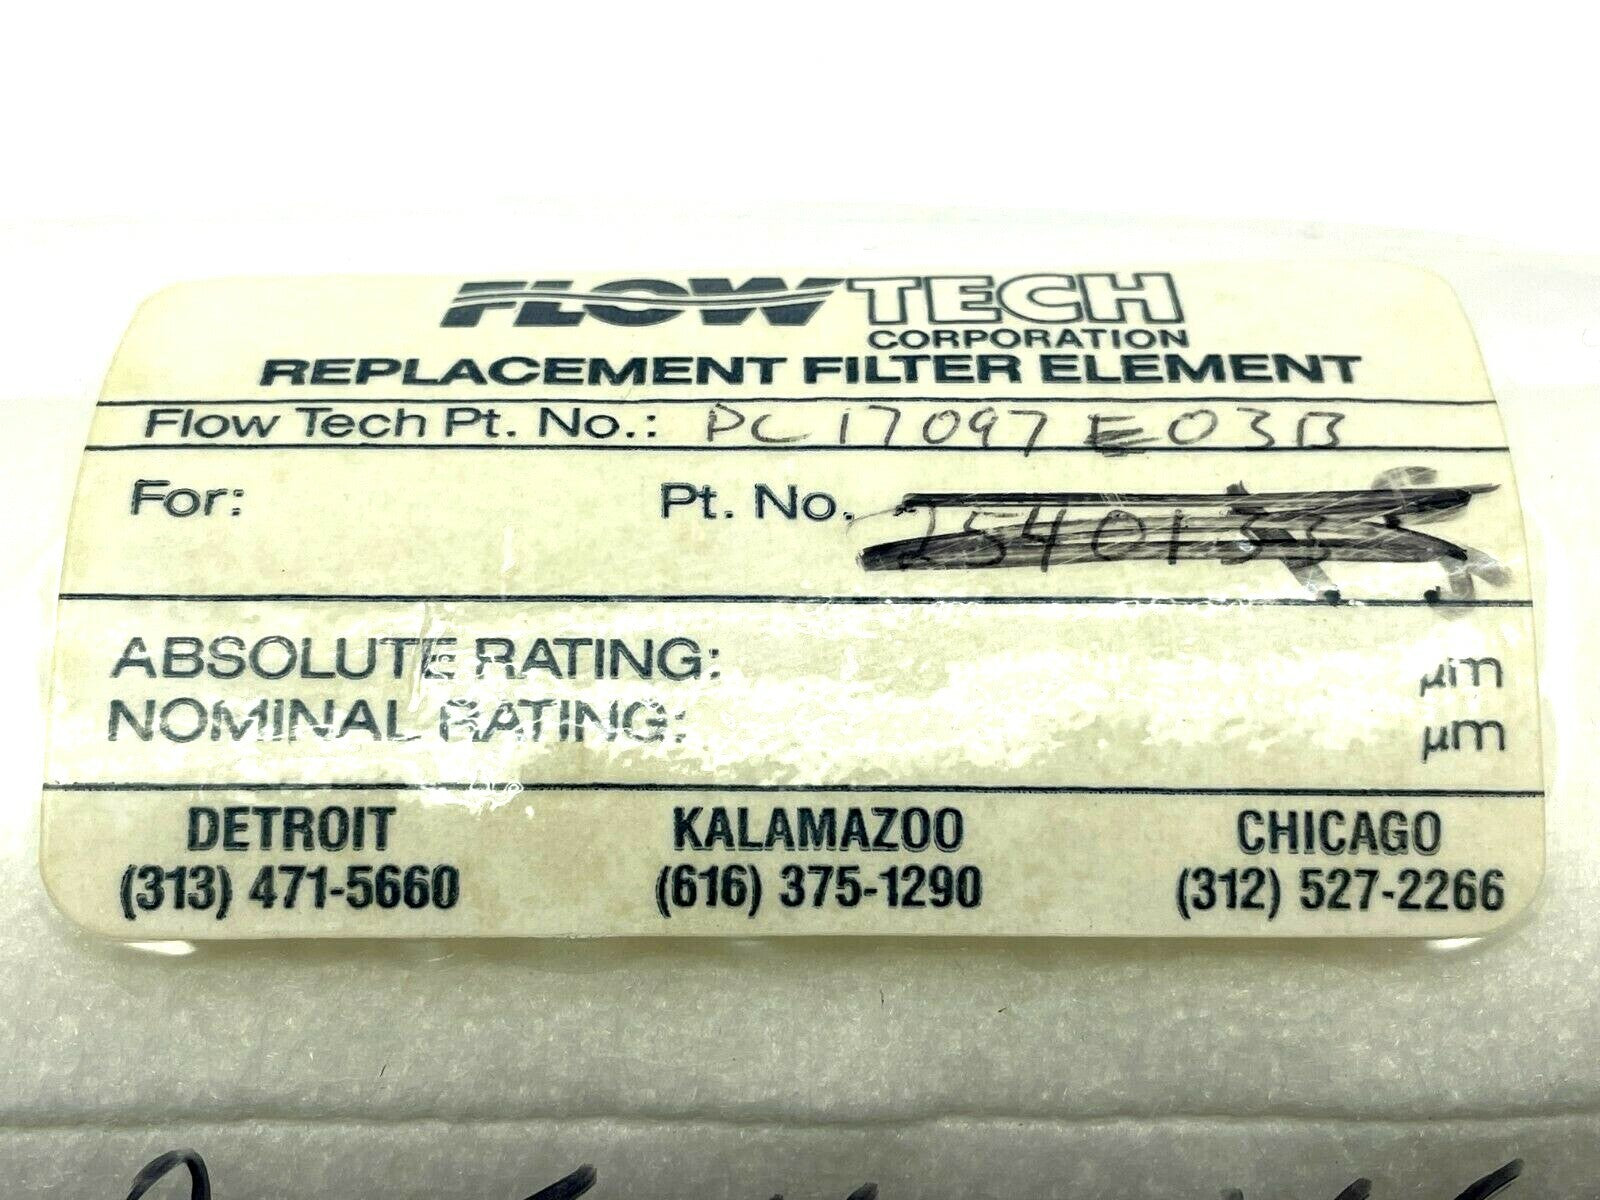 FLOWTECH
CORPORATION
REPLACEMENT FILTER ELEMENT
Flow Tech Pt. No.: PC17097E03B
For: Pt. No.
ABSOLUTE RATING: µm
NOMINAL RATING: µm
DETROIT KALAMAZOO CHICAGO
(313) 471-5660 (616) 375-1290 (312) 527-2266